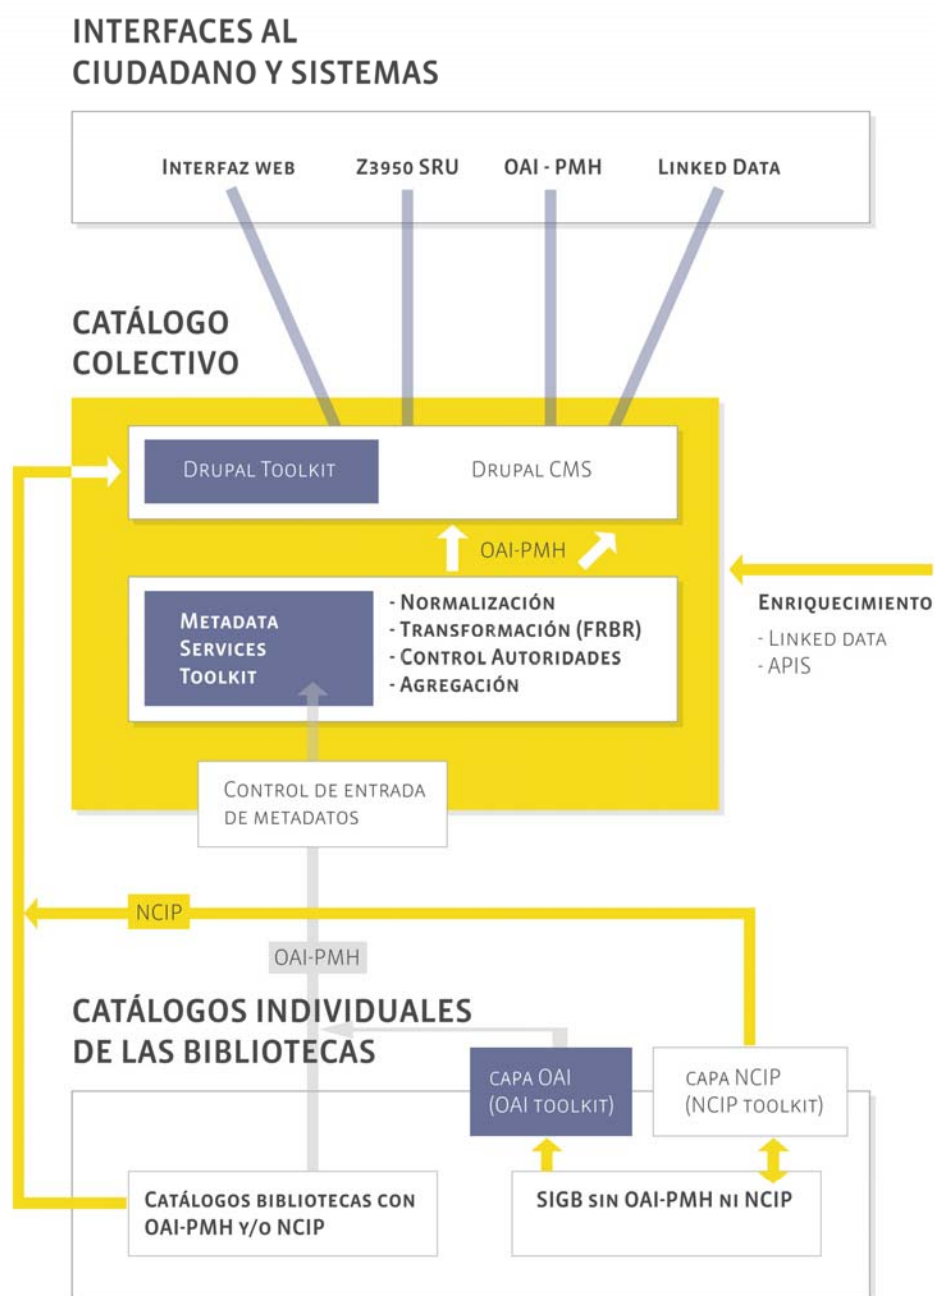 INTERFACES AL
CIUDADANO Y SISTEMAS
INTERFAZ WEB
Z3950 SRU
OAI - PMH
LINKED DATA
CATÁLOGO
COLECTIVO
DRUPAL TOOLKIT
DRUPAL CMS
OAI-PMH
METADATA
SERVICES
TOOLKIT
- NORMALIZACIÓN
- TRANSFORMACIÓN (FRBR)
- CONTROL AUTORIDADES
- AGREGACIÓN
ENRIQUECIMIENTO
- LINKED DATA
- APIS
CONTROL DE ENTRADA
DE METADATOS
NCIP
OAI-PMH
CATÁLOGOS INDIVIDUALES
DE LAS BIBLIOTECAS
CAPA OAI
(OAI TOOLKIT)
CAPA NCIP
(NCIP TOOLKIT)
CATÁLOGOS BIBLIOTECAS CON
OAI-PMH Y/O NCIP
SIGB SIN OAI-PMH NI NCIP